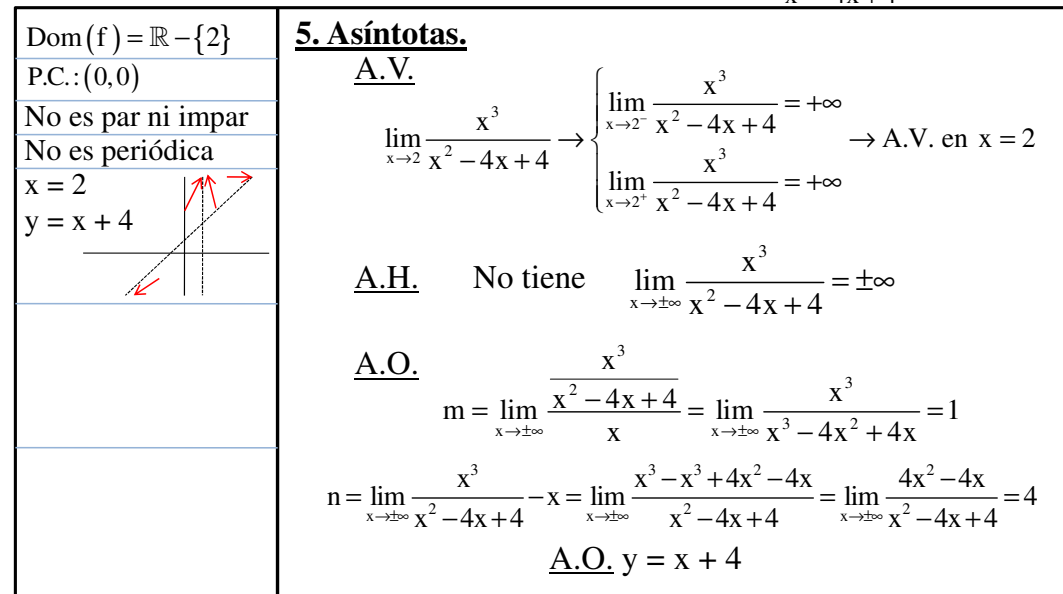 Dom(f) = ℝ − {2}
P.C.: (0,0)
No es par ni impar
No es periódica
x = 2
y = x + 4
5. Asíntotas.
A.V.
lim x→2 x³/(x² − 4x + 4) → { lim x→2⁻ x³/(x² − 4x + 4) = +∞
lim x→2⁺ x³/(x² − 4x + 4) = +∞ → A.V. en x = 2
A.H. No tiene lim x→±∞ x³/(x² − 4x + 4) = ±∞
A.O.
m = lim x→±∞ (x³/(x² − 4x + 4))/x = lim x→±∞ x³/(x³ − 4x² + 4x) = 1
n = lim x→±∞ x³/(x² − 4x + 4) − x = lim x→±∞ (x³ − x³ + 4x² − 4x)/(x² − 4x + 4) = lim x→±∞ (4x² − 4x)/(x² − 4x + 4) = 4
A.O. y = x + 4